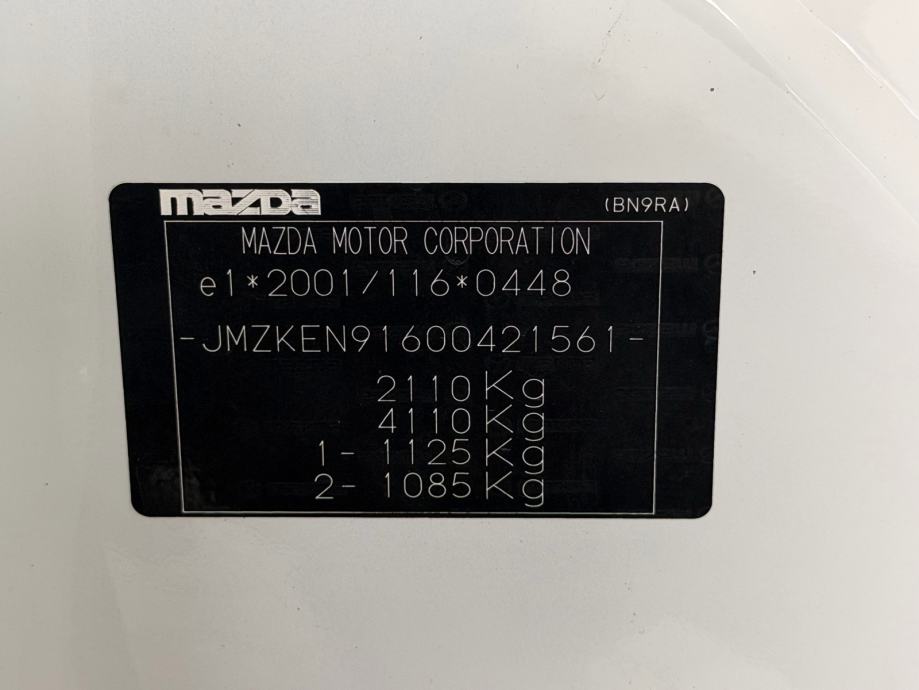 mazda (BN9RA)
MAZDA MOTOR CORPORATION
e1*2001/116*0448
-JMZKEN91600421561-
2110Kg
4110Kg
1- 1125Kg
2- 1085Kg